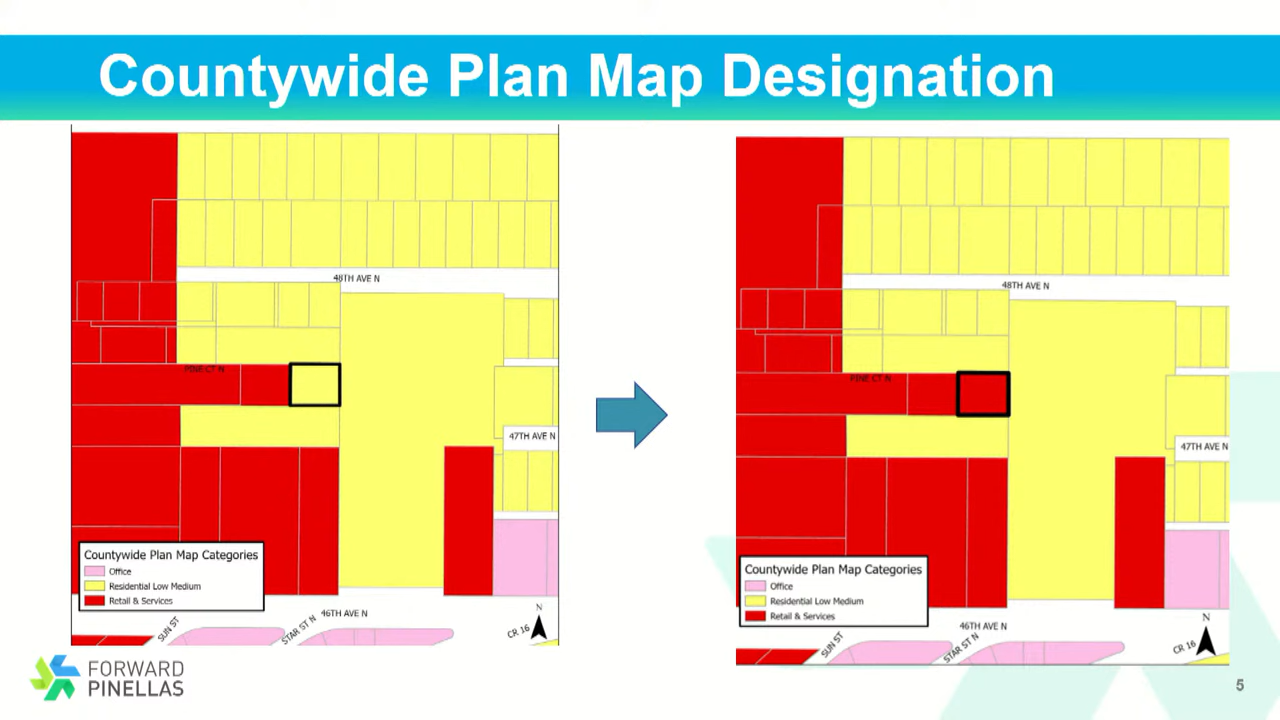 Countywide Plan Map Designation
48TH AVE N
PINE CT N
47TH AVE N
Countywide Plan Map Categories
Office
Residential Low Medium
Retail & Services
46TH AVE N
SUN ST
STAR ST N
CR 16
N
48TH AVE N
PINE CT N
47TH AVE N
Countywide Plan Map Categories
Office
Residential Low Medium
Retail & Services
46TH AVE N
SUN ST
STAR ST N
CR 16
N
FORWARD
PINELLAS
5